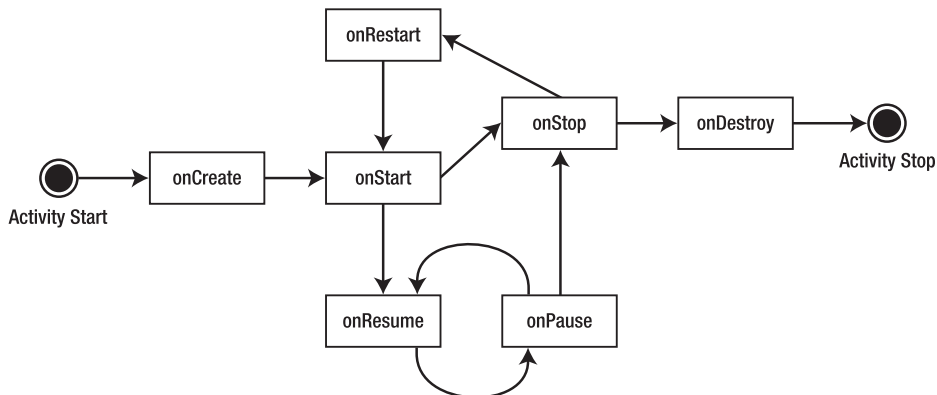 onRestart
onStop
onDestroy
Activity Stop
onCreate
onStart
Activity Start
onResume
onPause